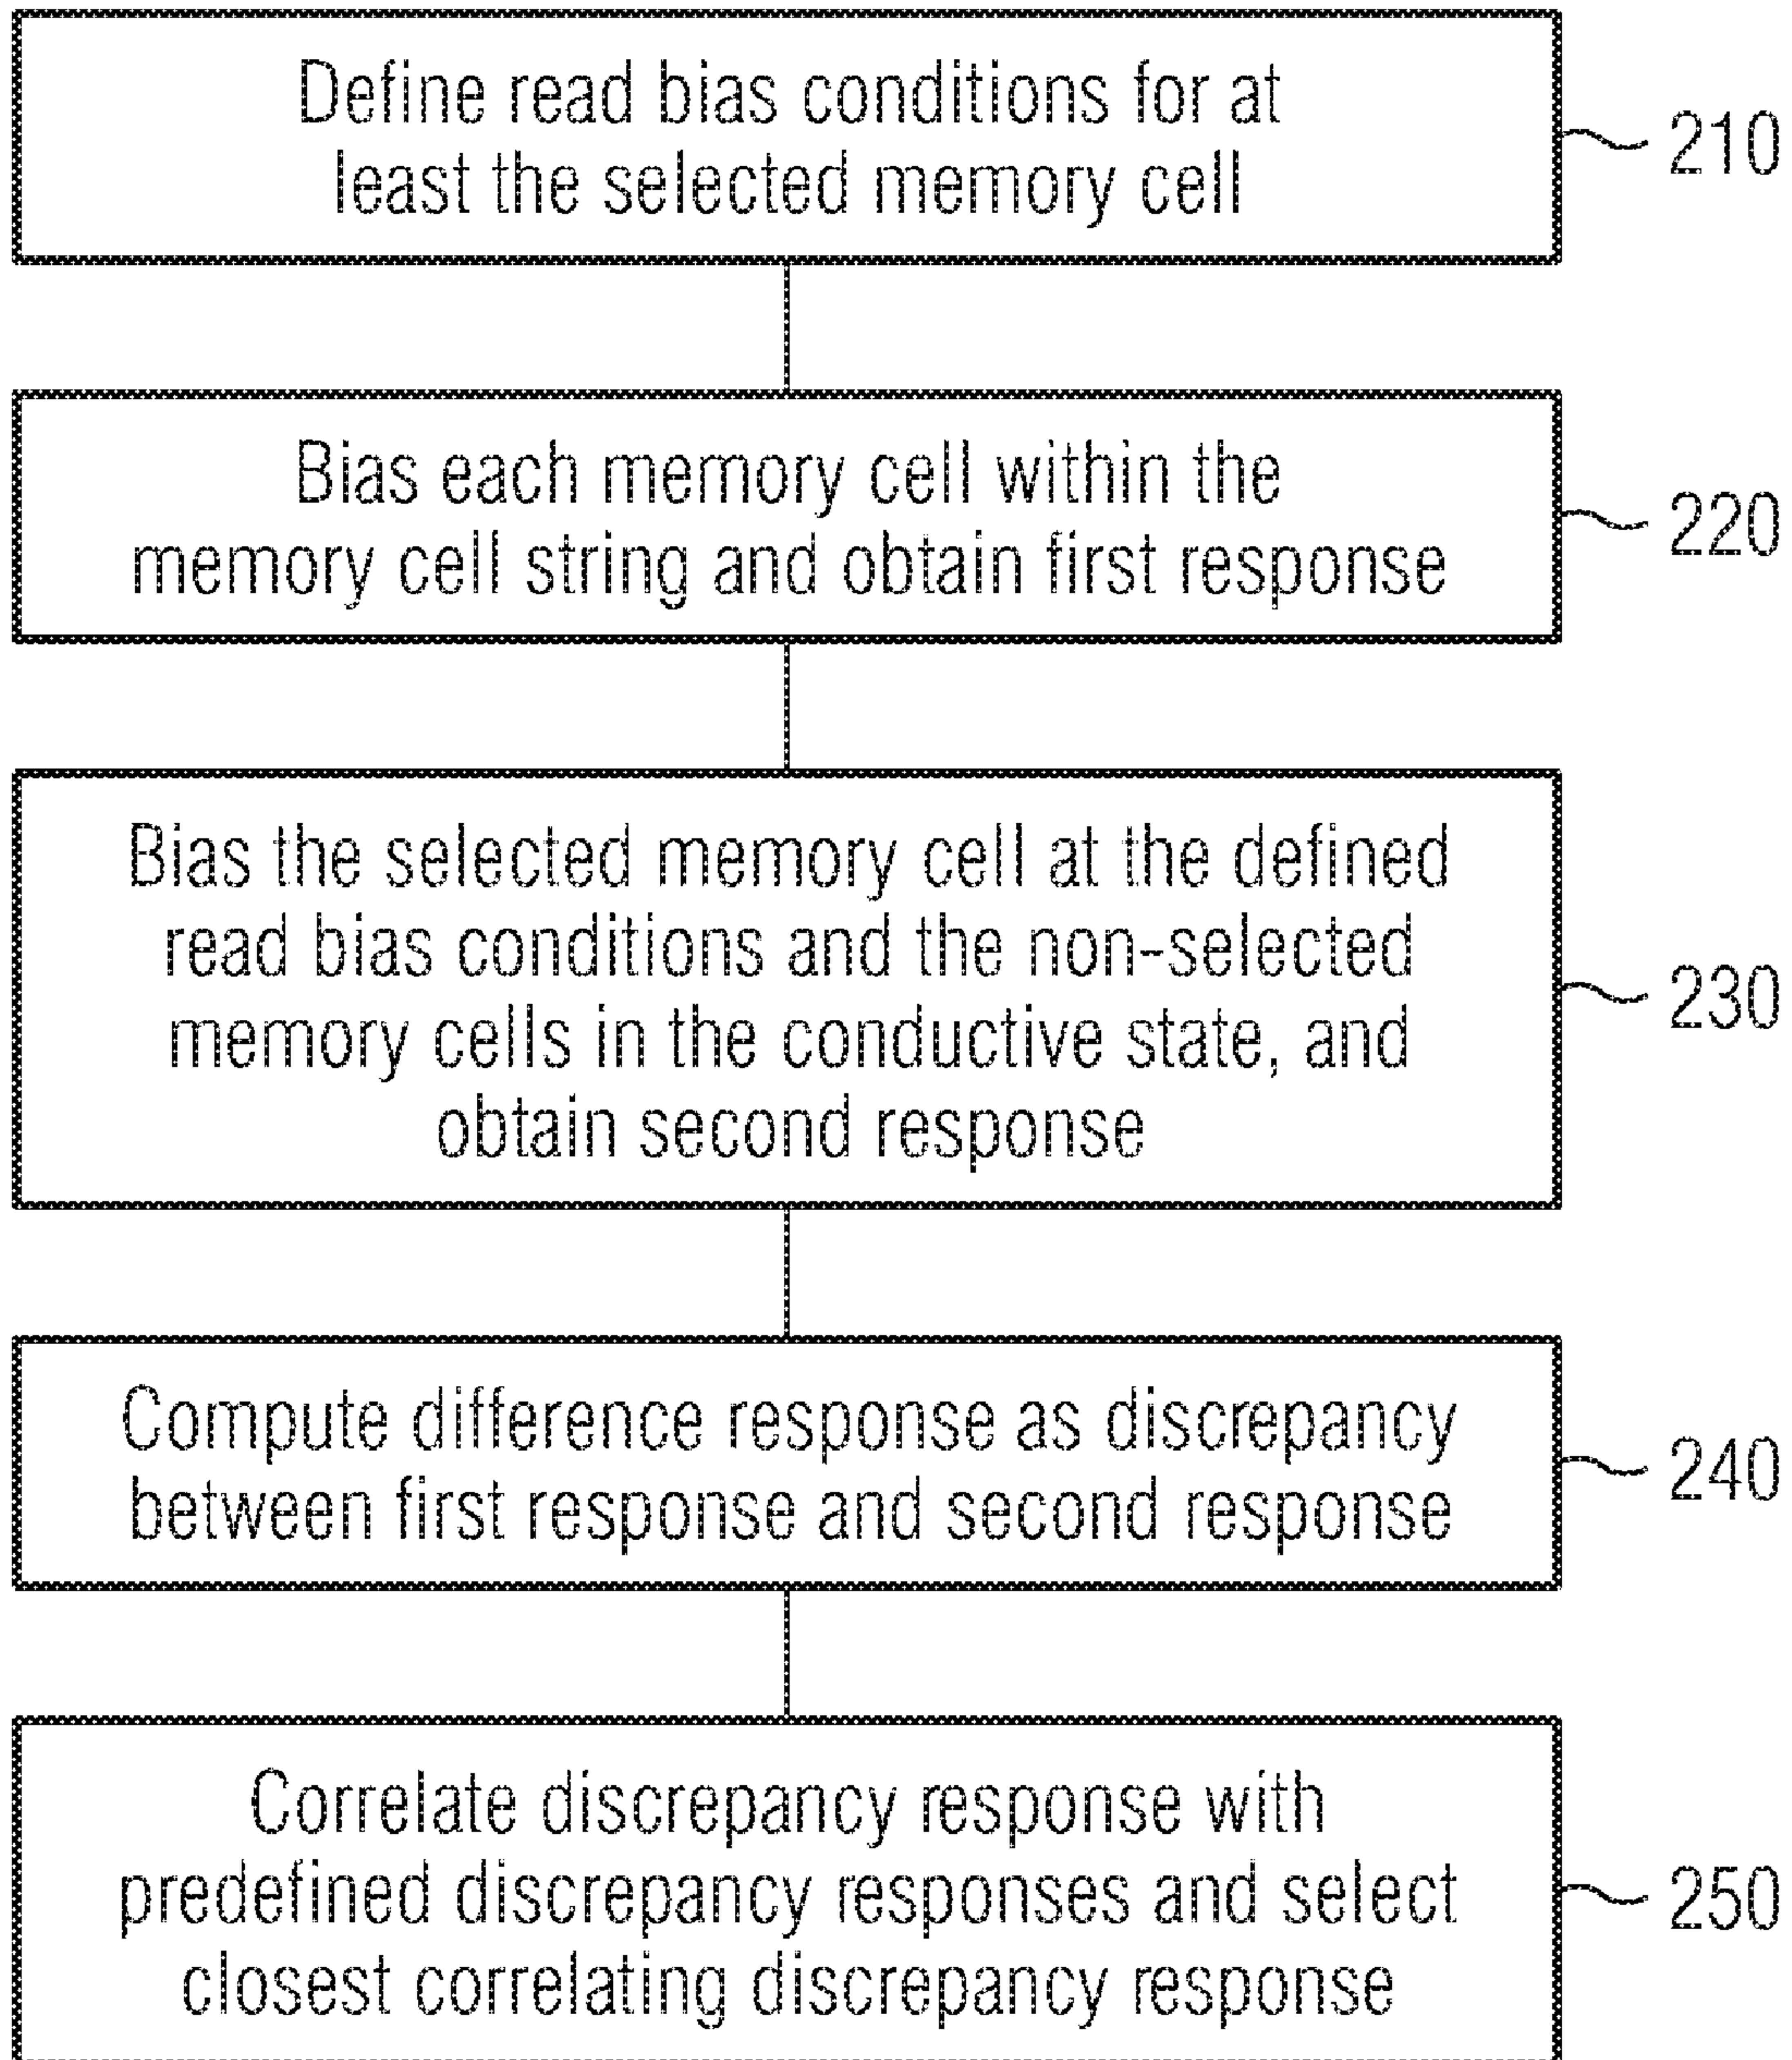 Define read bias conditions for at
least the selected memory cell
210
Bias each memory cell within the
memory cell string and obtain first response
220
Bias the selected memory cell at the defined
read bias conditions and the non-selected
memory cells in the conductive state, and
obtain second response
230
Compute difference response as discrepancy
between first response and second response
240
Correlate discrepancy response with
predefined discrepancy responses and select
closest correlating discrepancy response
250